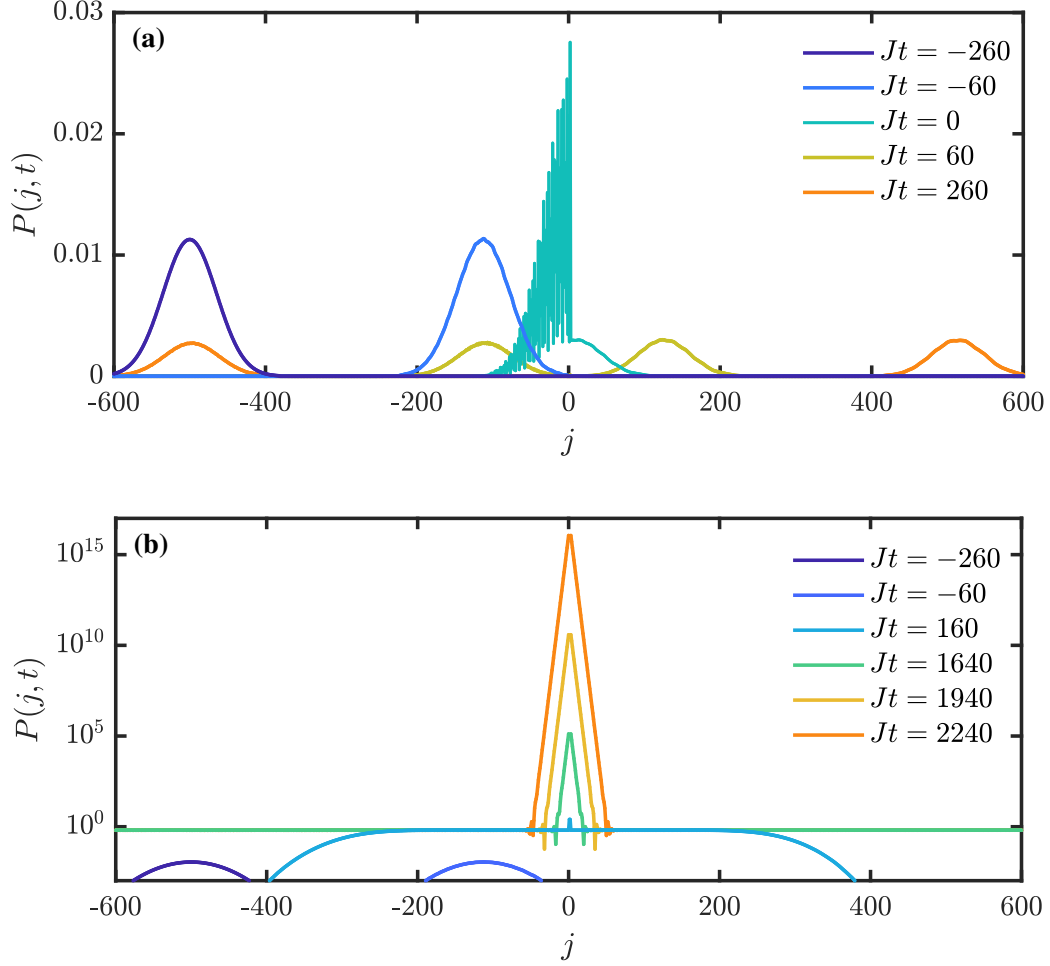 0.03
(a)
Jt = −260
Jt = −60
0.02
Jt = 0
Jt = 60
P(j, t)
Jt = 260
0.01
0
-600 -400 -200 0 200 400 600
j
(b)
10^15
Jt = −260
Jt = −60
10^10
Jt = 160
P(j, t)
Jt = 1640
10^5
Jt = 1940
Jt = 2240
10^0
-600 -400 -200 0 200 400 600
j